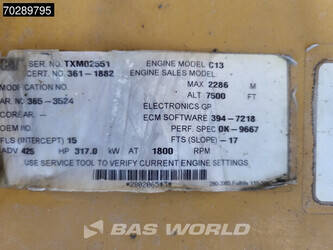 70289795
SER. NO. TXM02551 ENGINE MODEL C13
CERT. NO. 361-1882 ENGINE SALES MODEL
MODIFICATION NO. MAX 2286 M
ALT 7500 FT
AR. NO. 365-3524 ELECTRONICS GP
COREAR. – ECM SOFTWARE 394-7218
OEM NO PERF. SPEC 0K-9667
FLS (INTERCEPT) 15 FTS (SLOPE) -17
ADV 425 HP 317.0 kW AT 1800 RPM
USE SERVICE TOOL TO VERIFY CURRENT ENGINE SETTINGS
BAS WORLD